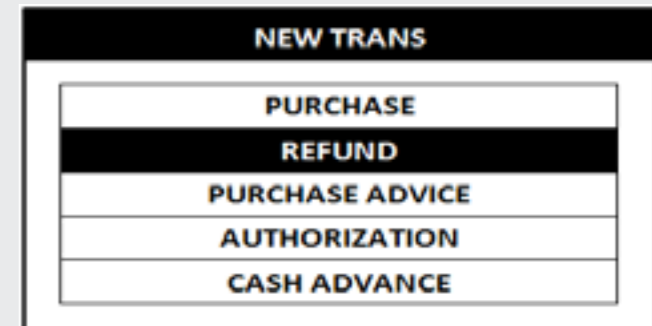 NEW TRANS
PURCHASE
REFUND
PURCHASE ADVICE
AUTHORIZATION
CASH ADVANCE